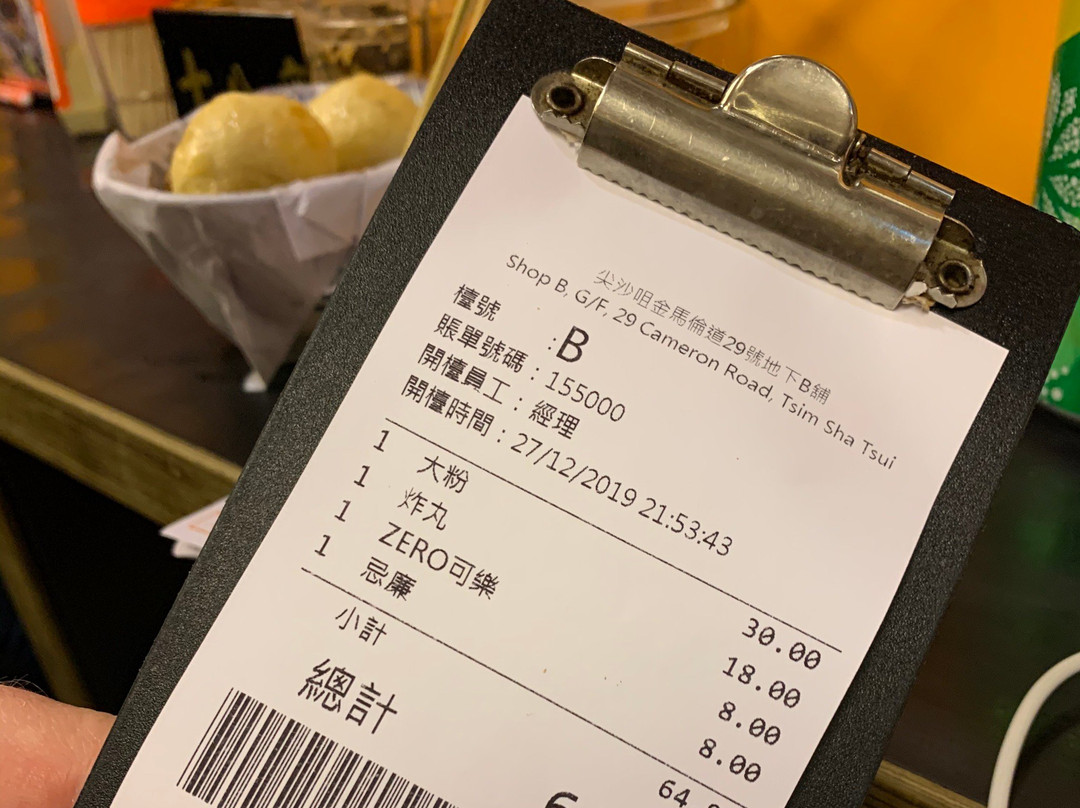 尖沙咀金馬倫道29號地下B舖
Shop B, G/F, 29 Cameron Road, Tsim Sha Tsui
檯號 : B
賬單號碼 : 155000
開檯員工 : 經理
開檯時間 : 27/12/2019 21:53:43
1 大粉 30.00
1 炸丸 18.00
1 ZERO可樂 8.00
1 忌廉 8.00
小計
總計